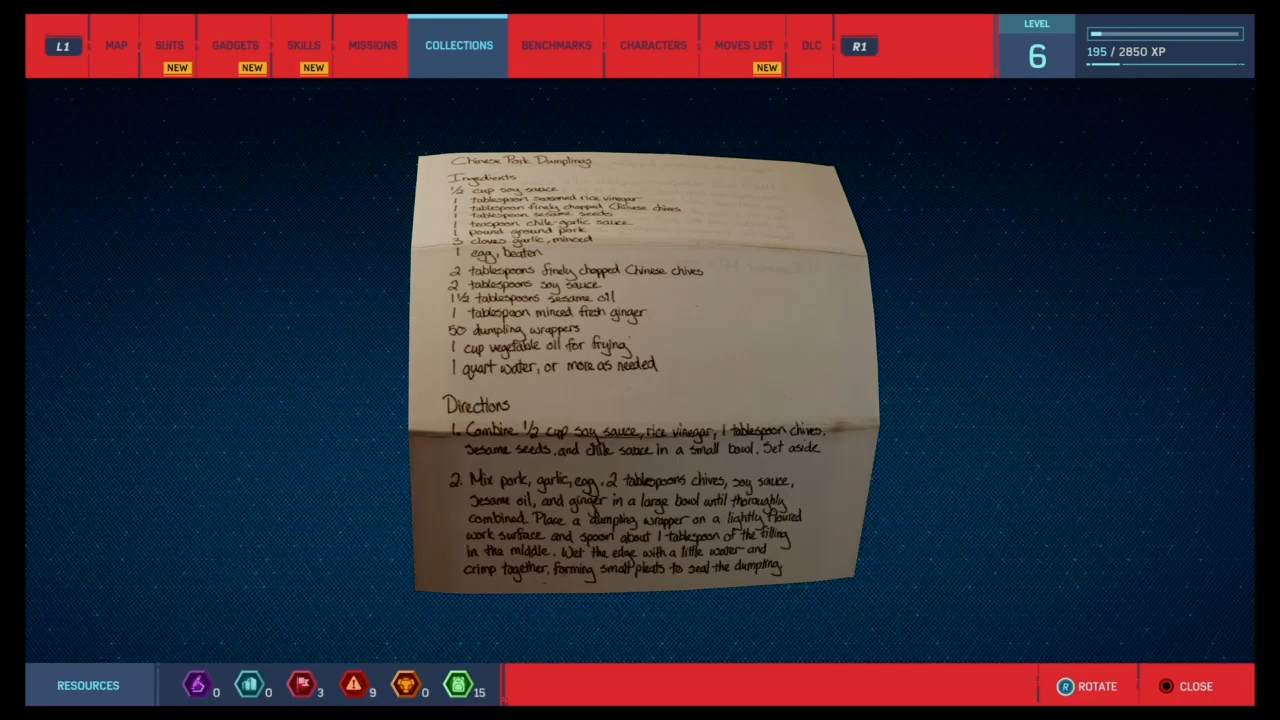 L1
MAP
SUITS
NEW
GADGETS
NEW
SKILLS
NEW
MISSIONS
COLLECTIONS
BENCHMARKS
CHARACTERS
MOVES LIST
NEW
DLC
R1
LEVEL
6
195 / 2850 XP
Chinese Pork Dumplings
Ingredients
1/2 cup soy sauce
1 tablespoon seasoned rice vinegar
1 tablespoon finely chopped Chinese chives
1 tablespoon sesame seeds
1 teaspoon chile-garlic sauce
1 pound ground pork
3 cloves garlic, minced
1 egg, beaten
2 tablespoons finely chopped Chinese chives
2 tablespoons soy sauce
1 1/2 tablespoons sesame oil
1 tablespoon minced fresh ginger
50 dumpling wrappers
1 cup vegetable oil for frying
1 quart water, or more as needed
Directions
1. Combine 1/2 cup soy sauce, rice vinegar, 1 tablespoon chives,
sesame seeds, and chile sauce in a small bowl. Set aside
2. Mix pork, garlic, egg, 2 tablespoons chives, soy sauce,
sesame oil, and ginger in a large bowl until thoroughly
combined. Place a dumpling wrapper on a lightly floured
work surface and spoon about 1 tablespoon of the filling
in the middle. Wet the edge with a little water and
crimp together, forming small pleats to seal the dumpling.
RESOURCES
0
0
3
9
0
15
R ROTATE
CLOSE